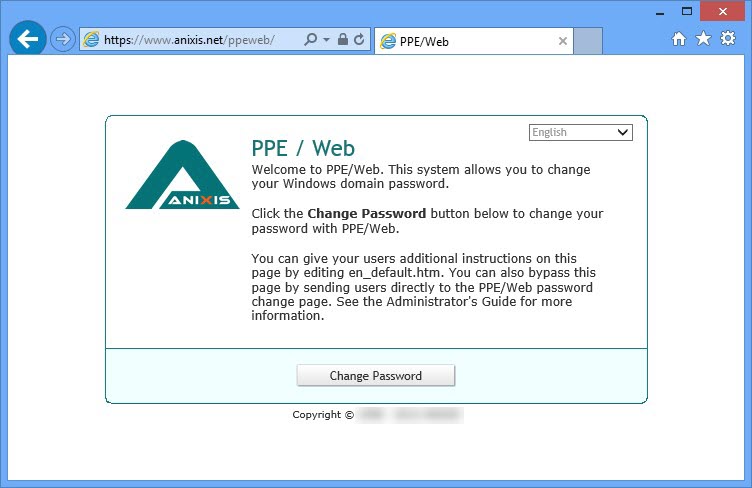 https://www.anixis.net/ppeweb/
PPE/Web
English
ANIXIS
PPE / Web
Welcome to PPE/Web. This system allows you to change
your Windows domain password.
Click the Change Password button below to change your
password with PPE/Web.
You can give your users additional instructions on this
page by editing en_default.htm. You can also bypass this
page by sending users directly to the PPE/Web password
change page. See the Administrator's Guide for more
information.
Change Password
Copyright ©